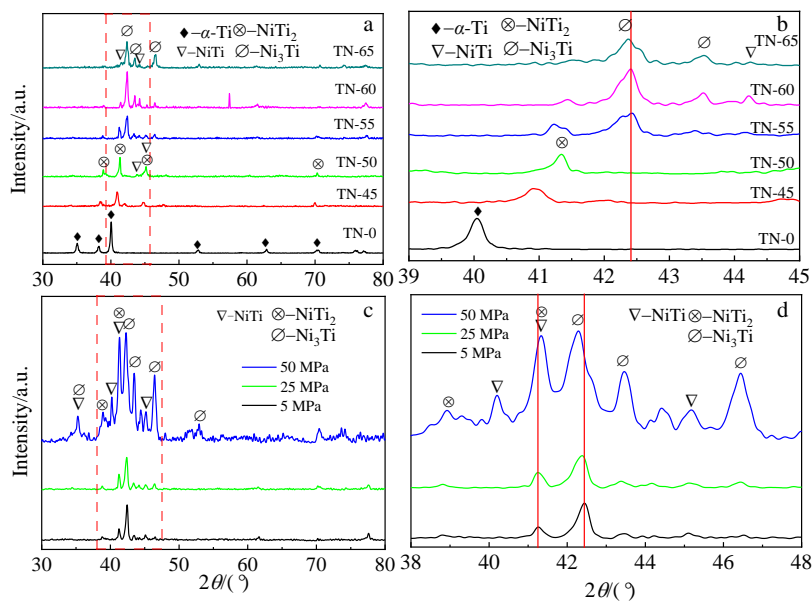 Intensity/a.u.
a
♦–α-Ti ⊗–NiTi₂
▽–NiTi ∅–Ni₃Ti
TN-65
TN-60
TN-55
TN-50
TN-45
TN-0
30 40 50 60 70 80
b
♦–α-Ti ⊗–NiTi₂
▽–NiTi ∅–Ni₃Ti
TN-65
TN-60
TN-55
TN-50
TN-45
TN-0
39 40 41 42 43 44 45
Intensity/a.u.
c
▽–NiTi ⊗–NiTi₂
∅–Ni₃Ti
50 MPa
25 MPa
5 MPa
30 40 50 60 70 80
2θ/(°)
d
50 MPa
25 MPa
5 MPa
▽–NiTi ⊗–NiTi₂
∅–Ni₃Ti
38 40 42 44 46 48
2θ/(°)